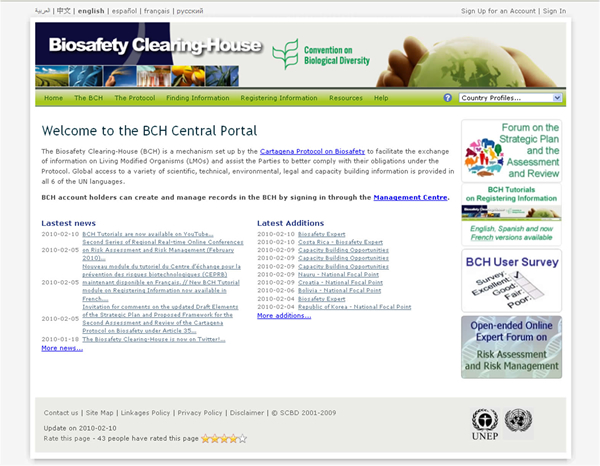 العربية | 中文 | english | español | français | русский
Sign Up for an Account | Sign In
Biosafety Clearing-House
Convention on
Biological Diversity
Home The BCH The Protocol Finding Information Registering Information Resources Help
? Country Profiles...
Welcome to the BCH Central Portal
The Biosafety Clearing-House (BCH) is a mechanism set up by the Cartagena Protocol on Biosafety to facilitate the exchange
of information on Living Modified Organisms (LMOs) and assist the Parties to better comply with their obligations under the
Protocol. Global access to a variety of scientific, technical, environmental, legal and capacity building information is provided in
all 6 of the UN languages.
BCH account holders can create and manage records in the BCH by signing in through the Management Centre.
Lastest news
2010-02-10 BCH Tutorials are now available on YouTube...
Second Series of Regional Real-time Online Conferences
2010-02-05 on Risk Assessment and Risk Management (February
2010)...
Nouveau module du tutoriel du Centre d'échange pour la
prévention des risques biotechnologiques (CEPRB)
2010-02-05 maintenant disponible en Français. // New BCH Tutorial
module on Registering Information now available in
French....
Invitation for comments on the updated Draft Elements
of the Strategic Plan and Proposed Framework for the
2010-02-05 Second Assessment and Review of the Cartagena
Protocol on Biosafety under Article 35...
2010-01-18 The Biosafety Clearing-House is now on Twitter!...
More news...
Latest Additions
2010-02-10 Biosafety Expert
2010-02-10 Costa Rica - Biosafety Expert
2010-02-09 Capacity Building Opportunities
2010-02-09 Capacity Building Opportunities
2010-02-09 Capacity Building Opportunities
2010-02-09 Nauru - National Focal Point
2010-02-09 Croatia - National Focal Point
2010-02-06 Bolivia - National Focal Point
2010-02-04 Biosafety Expert
2010-02-04 Republic of Korea - National Focal Point
More additions...
Forum on the
Strategic Plan
and the
Assessment
and Review
BCH Tutorials
on Registering Information
English, Spanish and now
French versions available
BCH User Survey
Survey:
Excellent
Good:
Fair:
Poor:
Open-ended Online
Expert Forum on
Risk Assessment
and Risk Management
Contact us | Site Map | Linkages Policy | Privacy Policy | Disclaimer | © SCBD 2001-2009
Update on 2010-02-10
Rate this page - 43 people have rated this page
UNEP